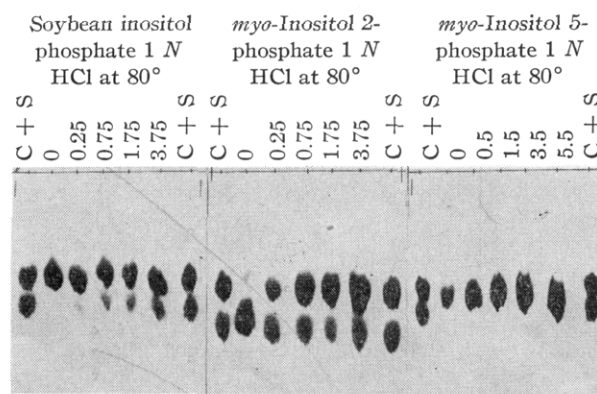 Soybean inositol
phosphate 1 N
HCl at 80°
myo-Inositol 2-
phosphate 1 N
HCl at 80°
myo-Inositol 5-
phosphate 1 N
HCl at 80°
C + S
0
0.25
0.75
1.75
3.75
C + S
C + S
0
0.25
0.75
1.75
3.75
C + S
C + S
0
0.5
1.5
3.5
5.5
C + S